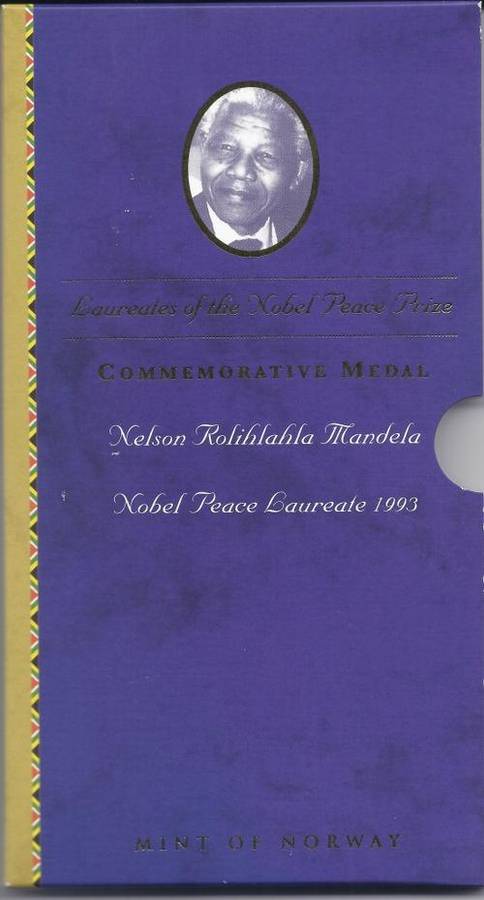 Laureates of the Nobel Peace Prize
COMMEMORATIVE MEDAL
Nelson Rolihlahla Mandela
Nobel Peace Laureate 1993
MINT OF NORWAY